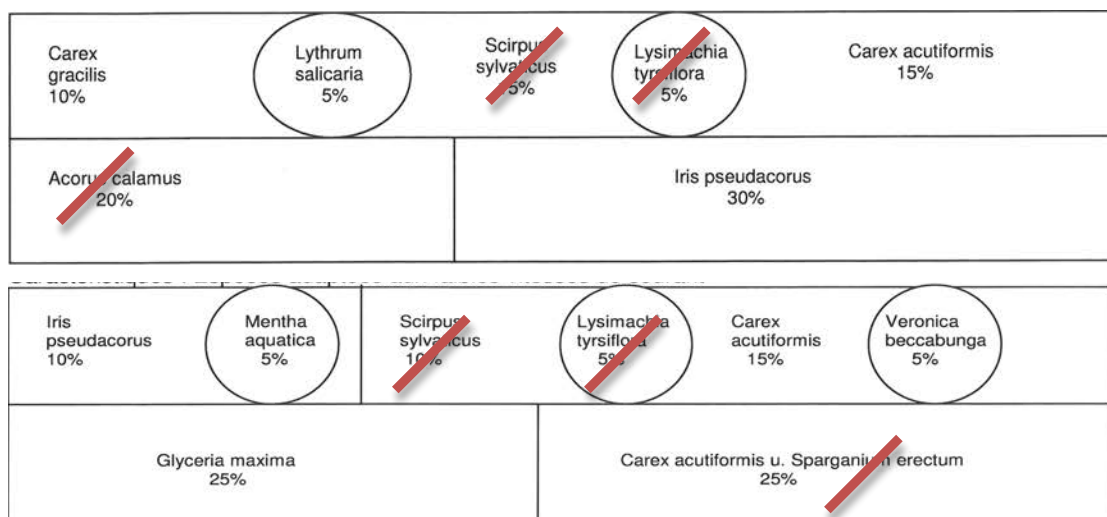 Carex
gracilis
10%
Lythrum
salicaria
5%
Scirpus
sylvaticus
15%
Lysimachia
tyrsiflora
5%
Carex acutiformis
15%
Acorus calamus
20%
Iris pseudacorus
30%
Iris
pseudacorus
10%
Mentha
aquatica
5%
Scirpus
sylvaticus
10%
Lysimachia
tyrsiflora
5%
Carex
acutiformis
15%
Veronica
beccabunga
5%
Glyceria maxima
25%
Carex acutiformis u. Sparganium erectum
25%